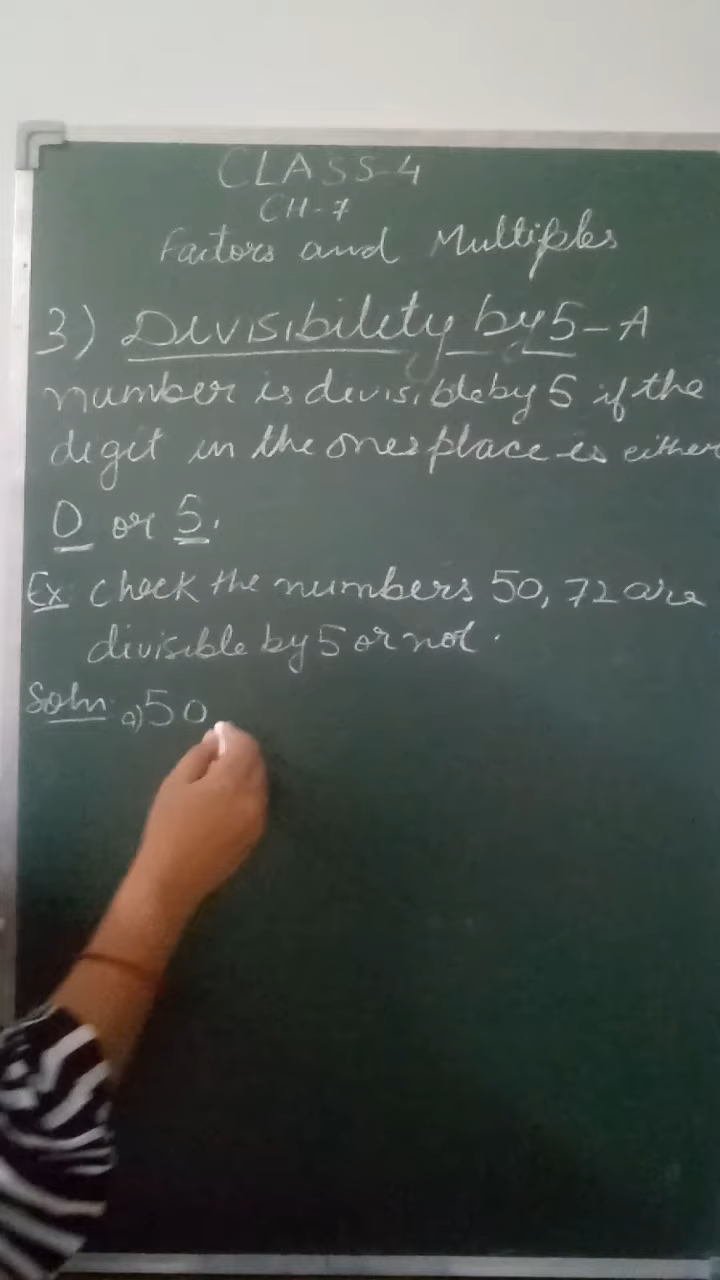 CLASS-4
CH-7
Factors and Multiples
3) Divisibility by 5 - A
number is divisible by 5 if the
digit in the ones place is either
0 or 5.
Ex Check the numbers 50, 72 are
divisible by 5 or not.
Soln a) 50